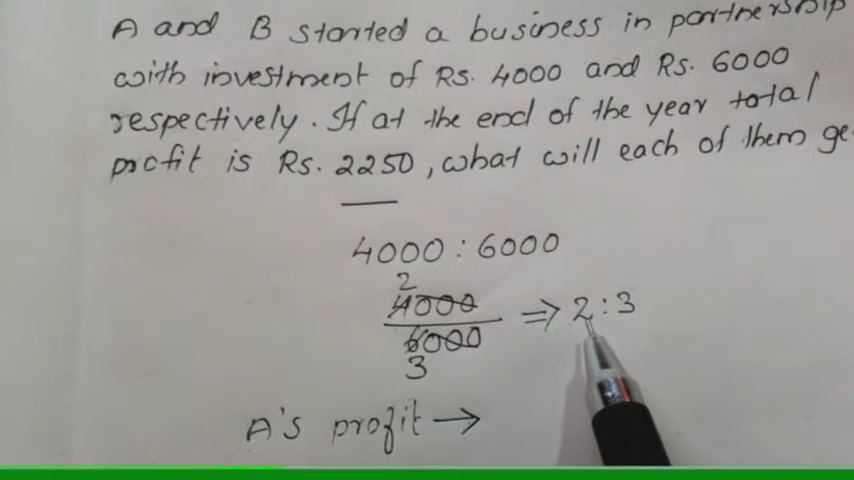 A and B started a business in partnership
with investment of Rs. 4000 and Rs. 6000
respectively. If at the end of the year total
profit is Rs. 2250, what will each of them ge
4000 : 6000
2
4000
6000
3
⇒ 2:3
A's profit →